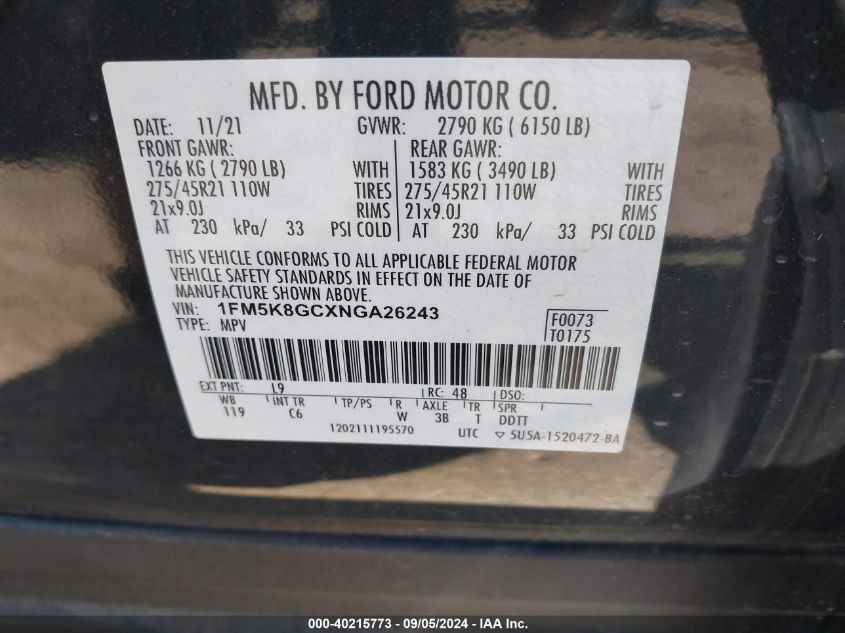 MFD. BY FORD MOTOR CO.
DATE: 11/21 GVWR: 2790 KG ( 6150 LB)
FRONT GAWR: REAR GAWR:
1266 KG ( 2790 LB) WITH 1583 KG ( 3490 LB) WITH
275/45R21 110W TIRES 275/45R21 110W TIRES
21x9.0J RIMS 21x9.0J RIMS
AT 230 kPa/ 33 PSI COLD AT 230 kPa/ 33 PSI COLD
THIS VEHICLE CONFORMS TO ALL APPLICABLE FEDERAL MOTOR
VEHICLE SAFETY STANDARDS IN EFFECT ON THE DATE OF
MANUFACTURE SHOWN ABOVE.
VIN: 1FM5K8GCXNGA26243 F0073
TYPE: MPV T0175
EXT PNT: L9 RC: 48 DSO:
WB INT TR TP/PS R AXLE TR SPR
119 C6 W 3B T DDTT
1202111195570 UTC ▽ 5U5A-1520472-BA
000-40215773 - 09/05/2024 - IAA Inc.